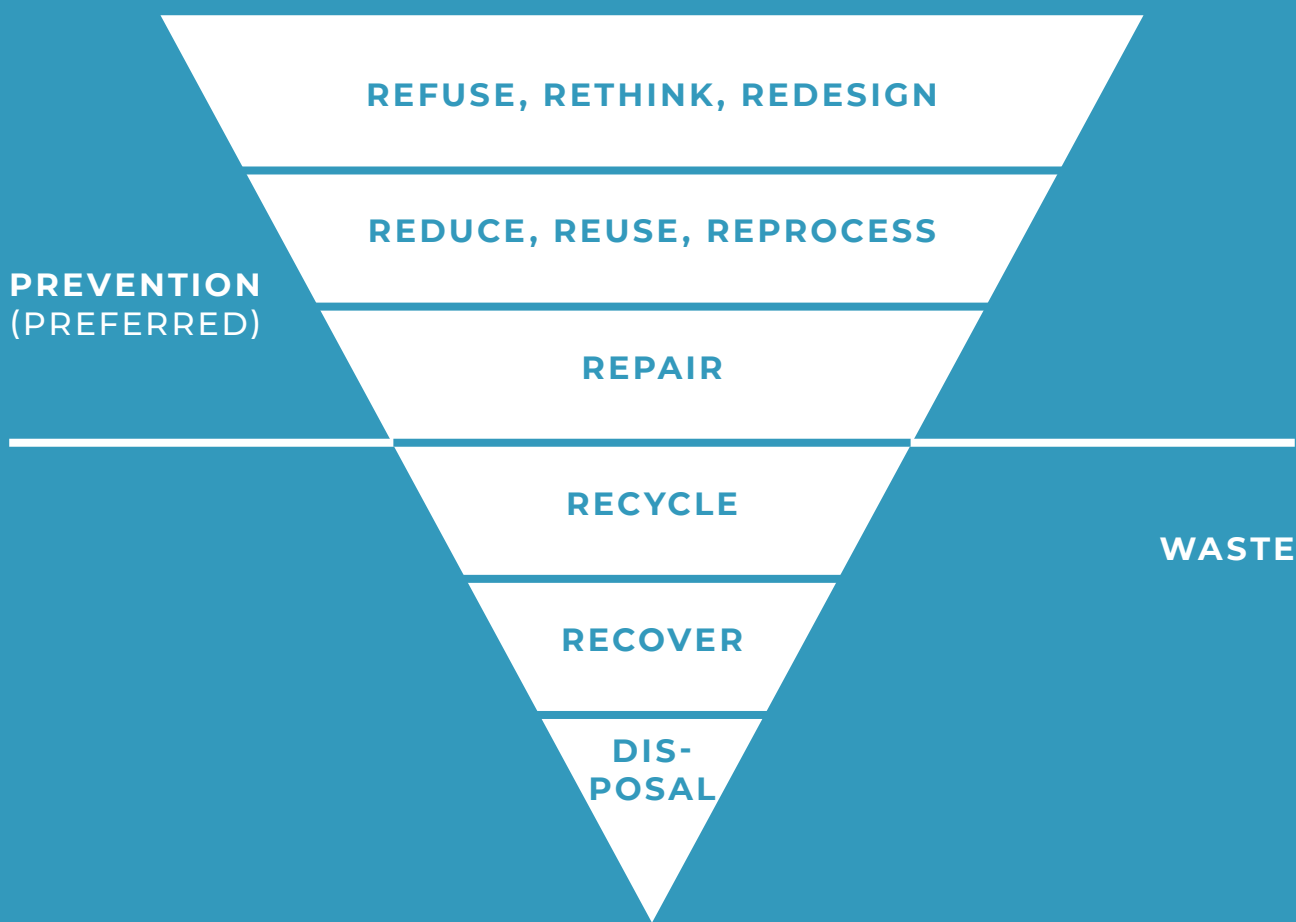 REFUSE, RETHINK, REDESIGN
REDUCE, REUSE, REPROCESS
PREVENTION
(PREFERRED)
REPAIR
RECYCLE
WASTE
RECOVER
DIS-
POSAL